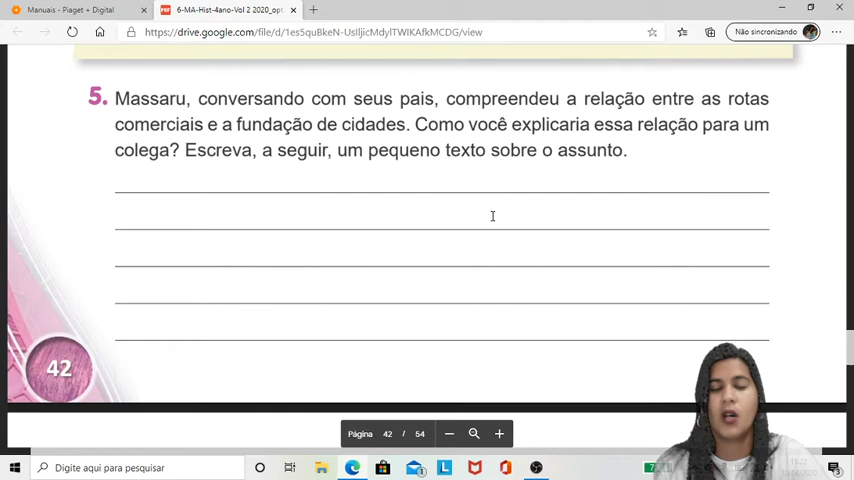 Manuais - Piaget + Digital
6-MA-Hist-4ano-Vol 2 2020_opt.
https://drive.google.com/file/d/1es5quBkeN-UsIljicMdylTWIKAfkMCDG/view
Não sincronizando
5. Massaru, conversando com seus pais, compreendeu a relação entre as rotas
comerciais e a fundação de cidades. Como você explicaria essa relação para um
colega? Escreva, a seguir, um pequeno texto sobre o assunto.
42
Página 42 / 54
Digite aqui para pesquisar